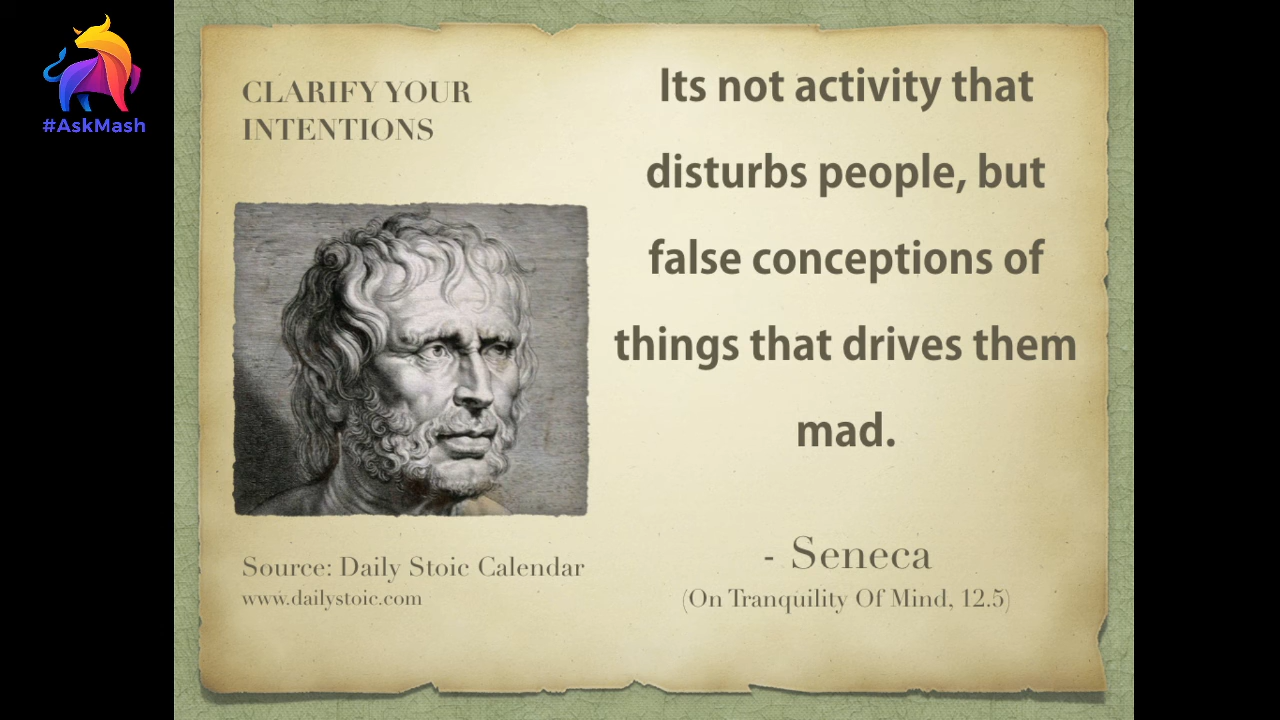 #AskMash
CLARIFY YOUR
INTENTIONS
Its not activity that
disturbs people, but
false conceptions of
things that drives them
mad.
- Seneca
(On Tranquility Of Mind, 12.5)
Source: Daily Stoic Calendar
www.dailystoic.com